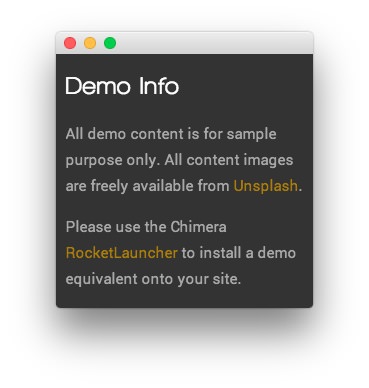 Demo Info
All demo content is for sample
purpose only. All content images
are freely available from Unsplash.
Please use the Chimera
RocketLauncher to install a demo
equivalent onto your site.